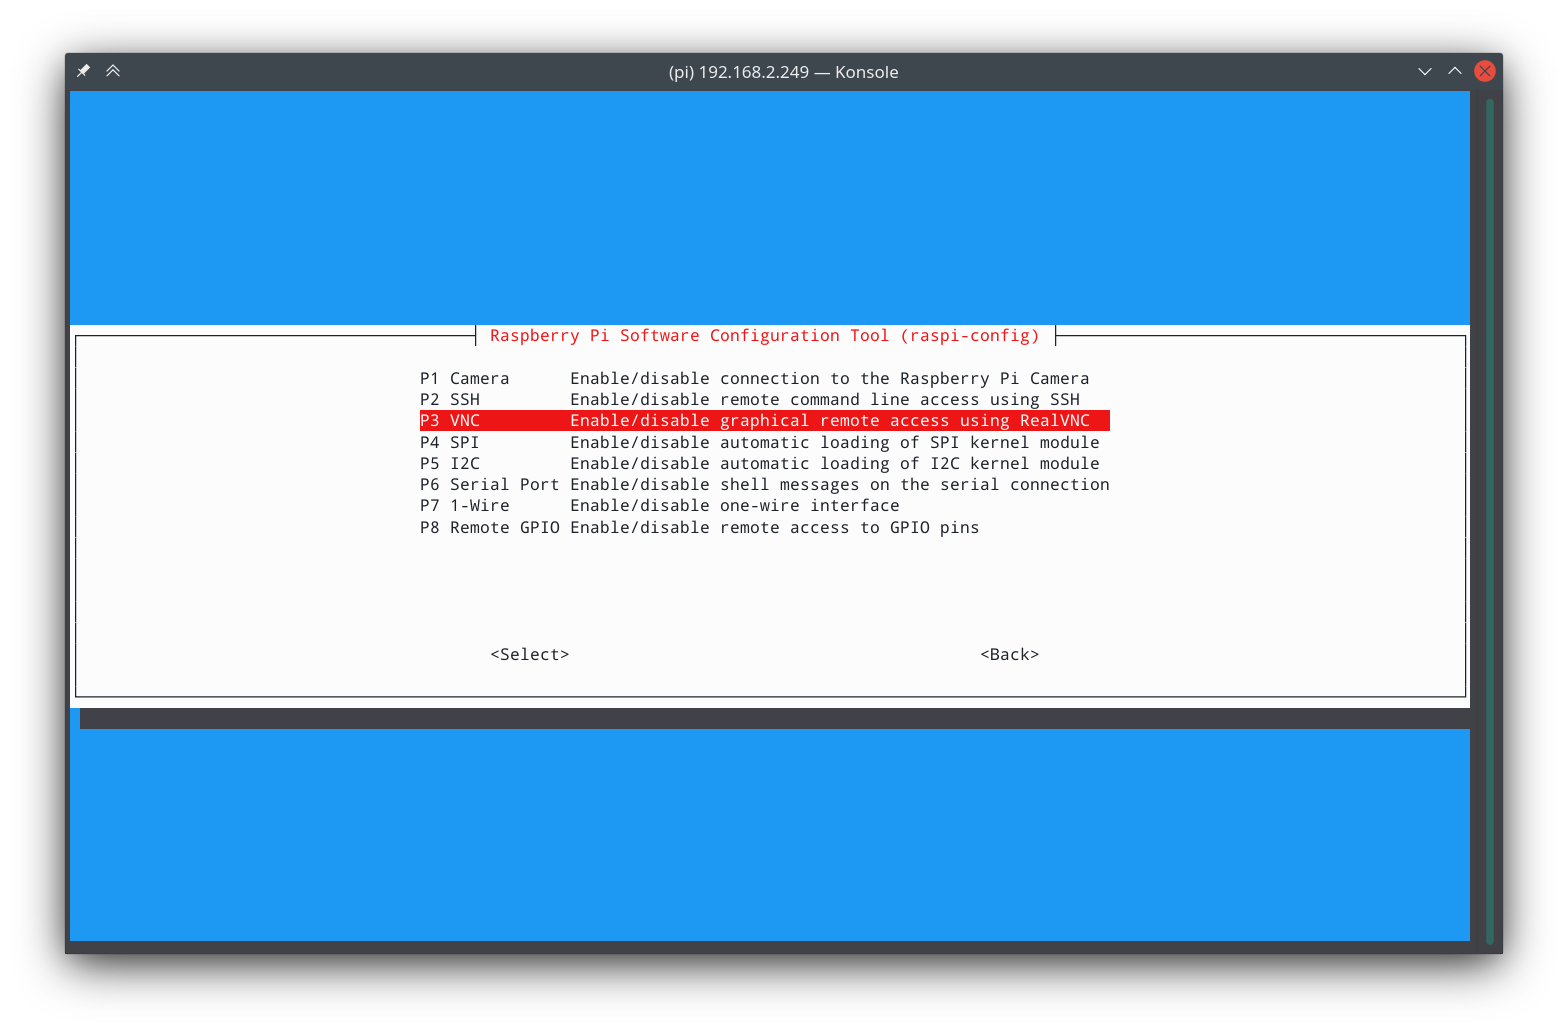 (pi) 192.168.2.249 — Konsole
Raspberry Pi Software Configuration Tool (raspi-config)
P1 Camera Enable/disable connection to the Raspberry Pi Camera
P2 SSH Enable/disable remote command line access using SSH
P3 VNC Enable/disable graphical remote access using RealVNC
P4 SPI Enable/disable automatic loading of SPI kernel module
P5 I2C Enable/disable automatic loading of I2C kernel module
P6 Serial Port Enable/disable shell messages on the serial connection
P7 1-Wire Enable/disable one-wire interface
P8 Remote GPIO Enable/disable remote access to GPIO pins
<Select> <Back>